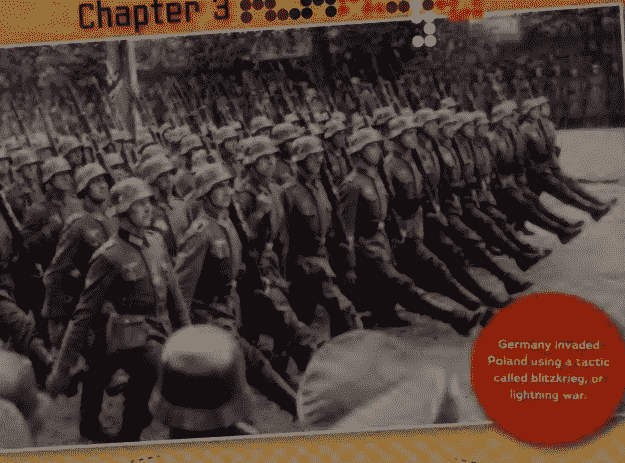 Chapter 3
Germany invaded
Poland using a tactic
called blitzkrieg, or
lightning war.